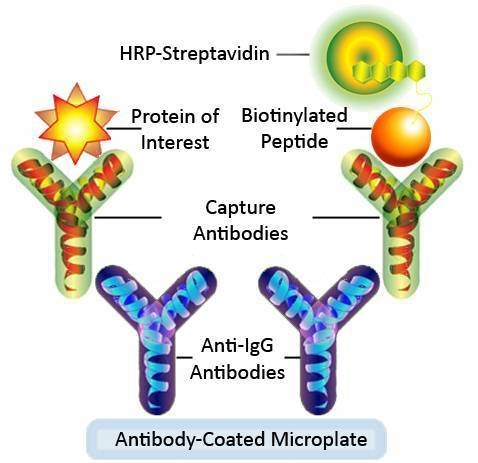 HRP-Streptavidin
Protein of
Interest
Biotinylated
Peptide
Capture
Antibodies
Anti-IgG
Antibodies
Antibody-Coated Microplate